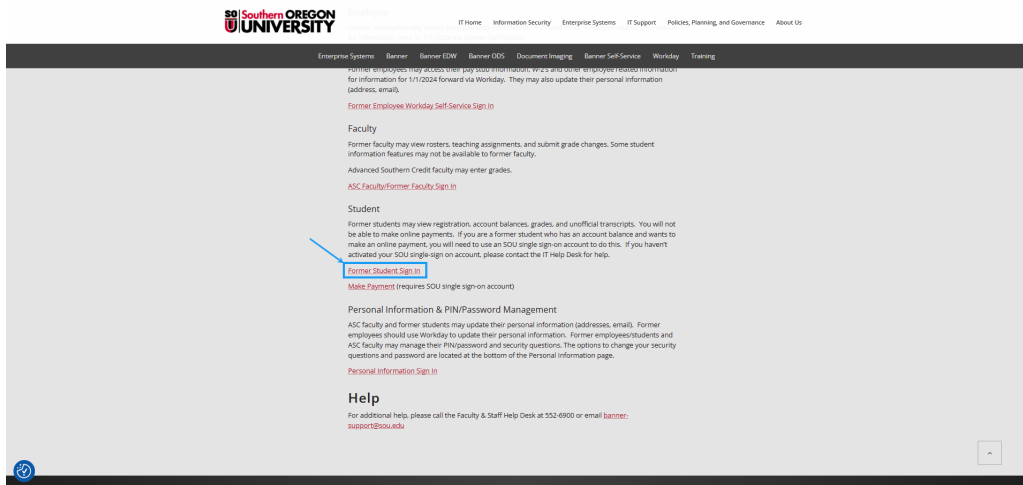 SO Southern OREGON
U UNIVERSITY
IT Home Information Security Enterprise Systems IT Support Policies, Planning, and Governance About Us
Enterprise Systems Banner Banner EDW Banner ODS Document Imaging Banner Self-Service Workday Training
Former employees may access their pay stub information, W-2's and other employee related information
for information for 1/1/2024 forward via Workday. They may also update their personal information
(address, email).
Former Employee Workday Self-Service Sign In
Faculty
Former faculty may view rosters, teaching assignments, and submit grade changes. Some student
information features may not be available to former faculty.
Advanced Southern Credit faculty may enter grades.
ASC Faculty/Former Faculty Sign In
Student
Former students may view registration, account balances, grades, and unofficial transcripts. You will not
be able to make online payments. If you are a former student who has an account balance and wants to
make an online payment, you will need to use an SOU single sign-on account to do this. If you haven't
activated your SOU single-sign on account, please contact the IT Help Desk for help.
Former Student Sign In
Make Payment (requires SOU single sign-on account)
Personal Information & PIN/Password Management
ASC faculty and former students may update their personal information (addresses, email). Former
employees should use Workday to update their personal information. Former employees/students and
ASC faculty may manage their PIN/password and security questions. The options to change your security
questions and password are located at the bottom of the Personal Information page.
Personal Information Sign In
Help
For additional help, please call the Faculty & Staff Help Desk at 552-6900 or email banner-
support@sou.edu